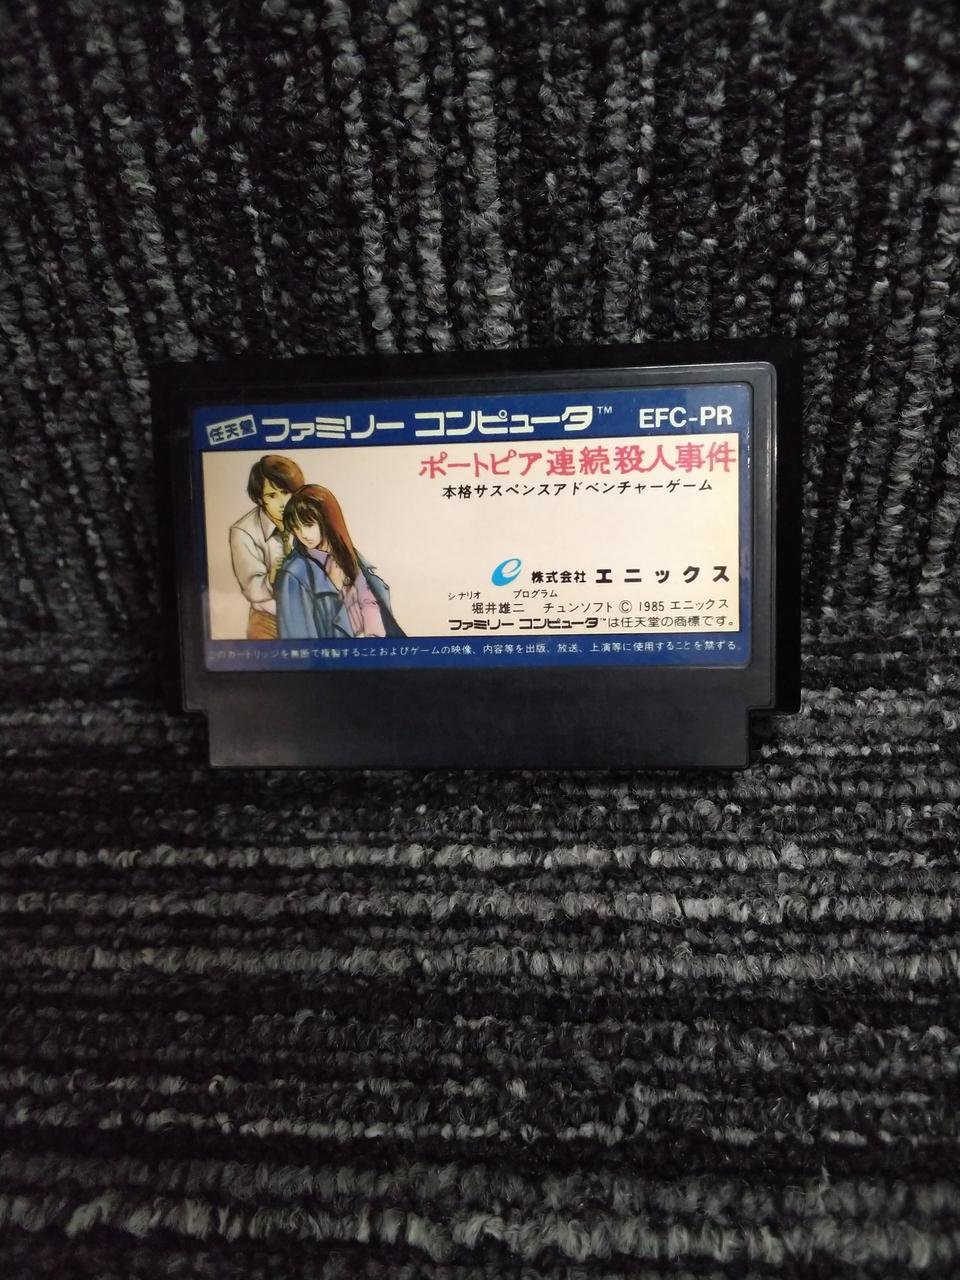 任天堂 ファミリー コンピュータ™ EFC-PR
ポートピア連続殺人事件
本格サスペンスアドベンチャーゲーム
e 株式会社 エニックス
シナリオ プログラム
堀井雄二 チュンソフト © 1985 エニックス
ファミリー コンピュータ™は任天堂の商標です。
このカートリッジを無断で複製することおよびゲームの映像、内容等を出版、放送、上演等に使用することを禁ずる。